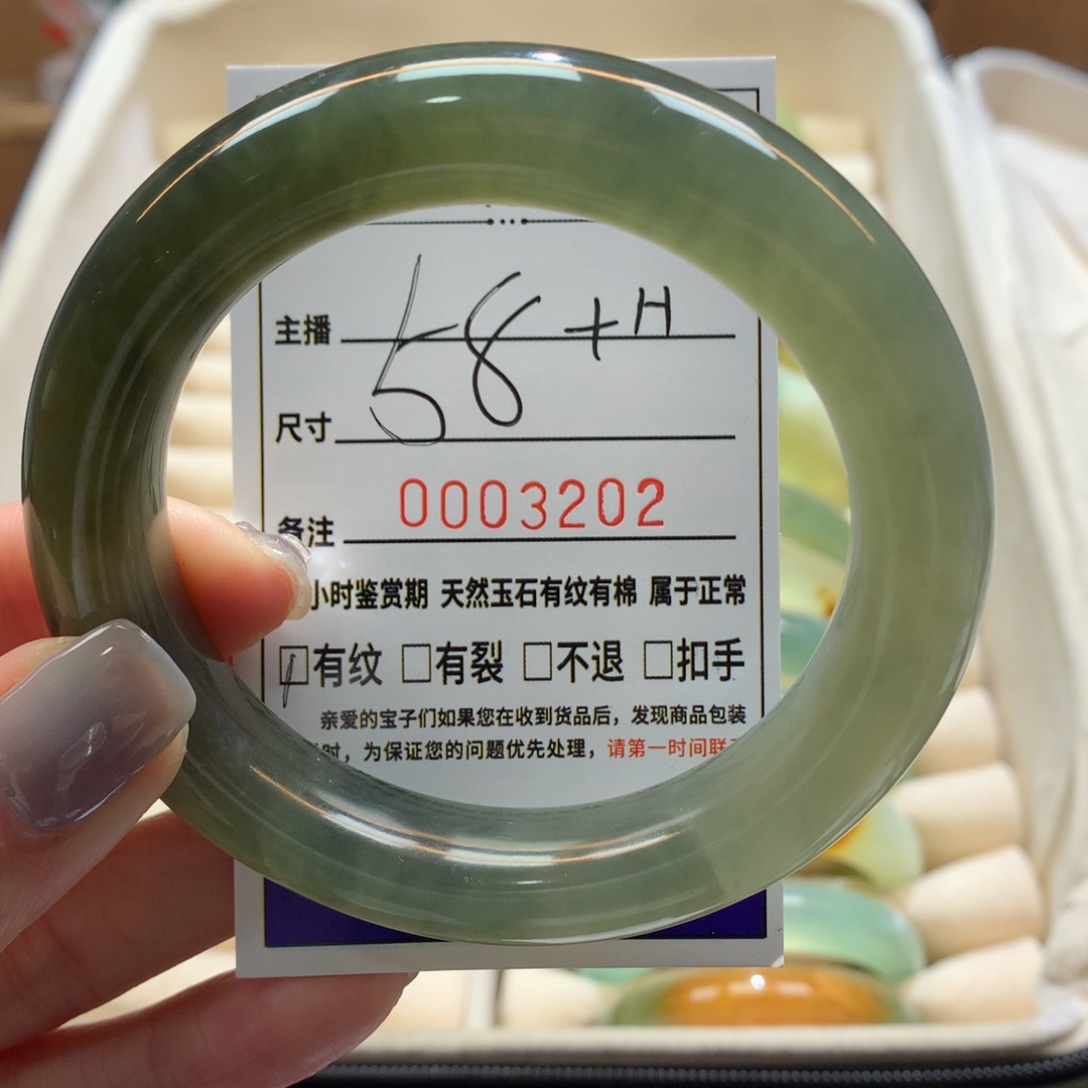 主播
58+H
尺寸
备注 0003202
小时鉴赏期 天然玉石有纹有棉 属于正常
□有纹 □有裂 □不退 □扣手
亲爱的宝子们如果您在收到货品后，发现商品包装
时，为保证您的问题优先处理，请第一时间联